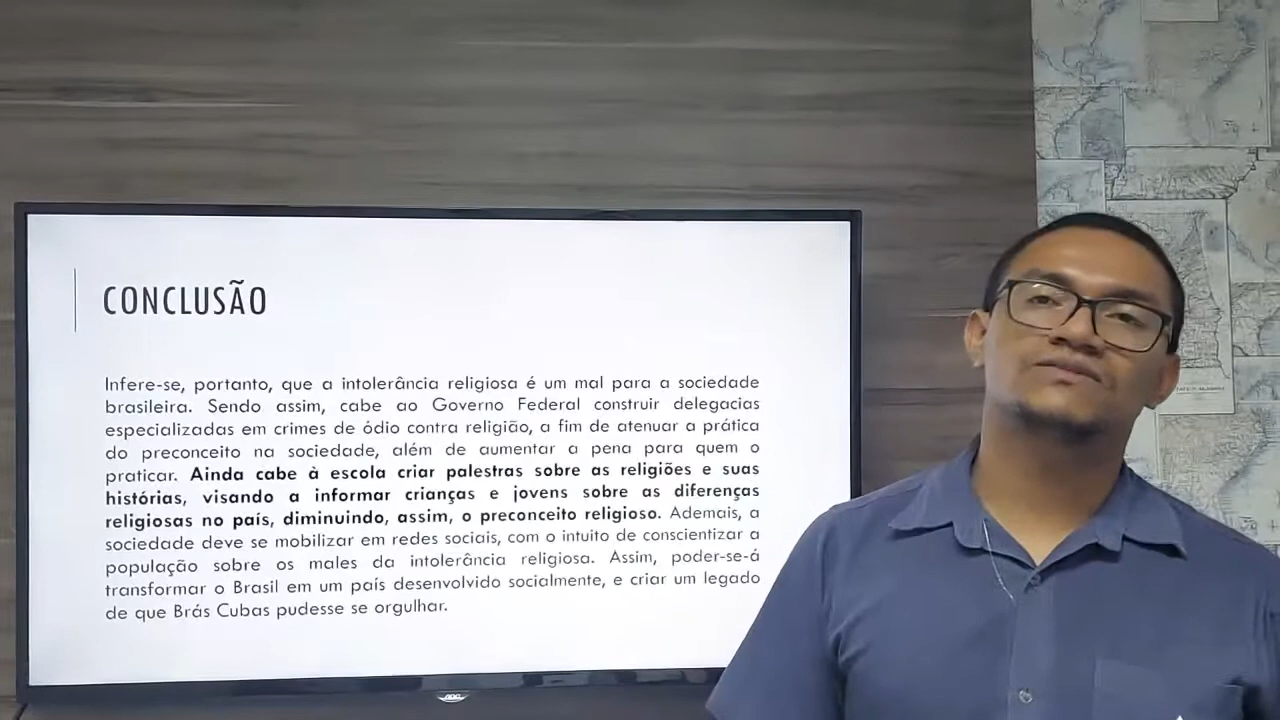 CONCLUSÃO
Infere-se, portanto, que a intolerância religiosa é um mal para a sociedade
brasileira. Sendo assim, cabe ao Governo Federal construir delegacias
especializadas em crimes de ódio contra religião, a fim de atenuar a prática
do preconceito na sociedade, além de aumentar a pena para quem o
praticar. Ainda cabe à escola criar palestras sobre as religiões e suas
histórias, visando a informar crianças e jovens sobre as diferenças
religiosas no país, diminuindo, assim, o preconceito religioso. Ademais, a
sociedade deve se mobilizar em redes sociais, com o intuito de conscientizar a
população sobre os males da intolerância religiosa. Assim, poder-se-á
transformar o Brasil em um país desenvolvido socialmente, e criar um legado
de que Brás Cubas pudesse se orgulhar.
AOC